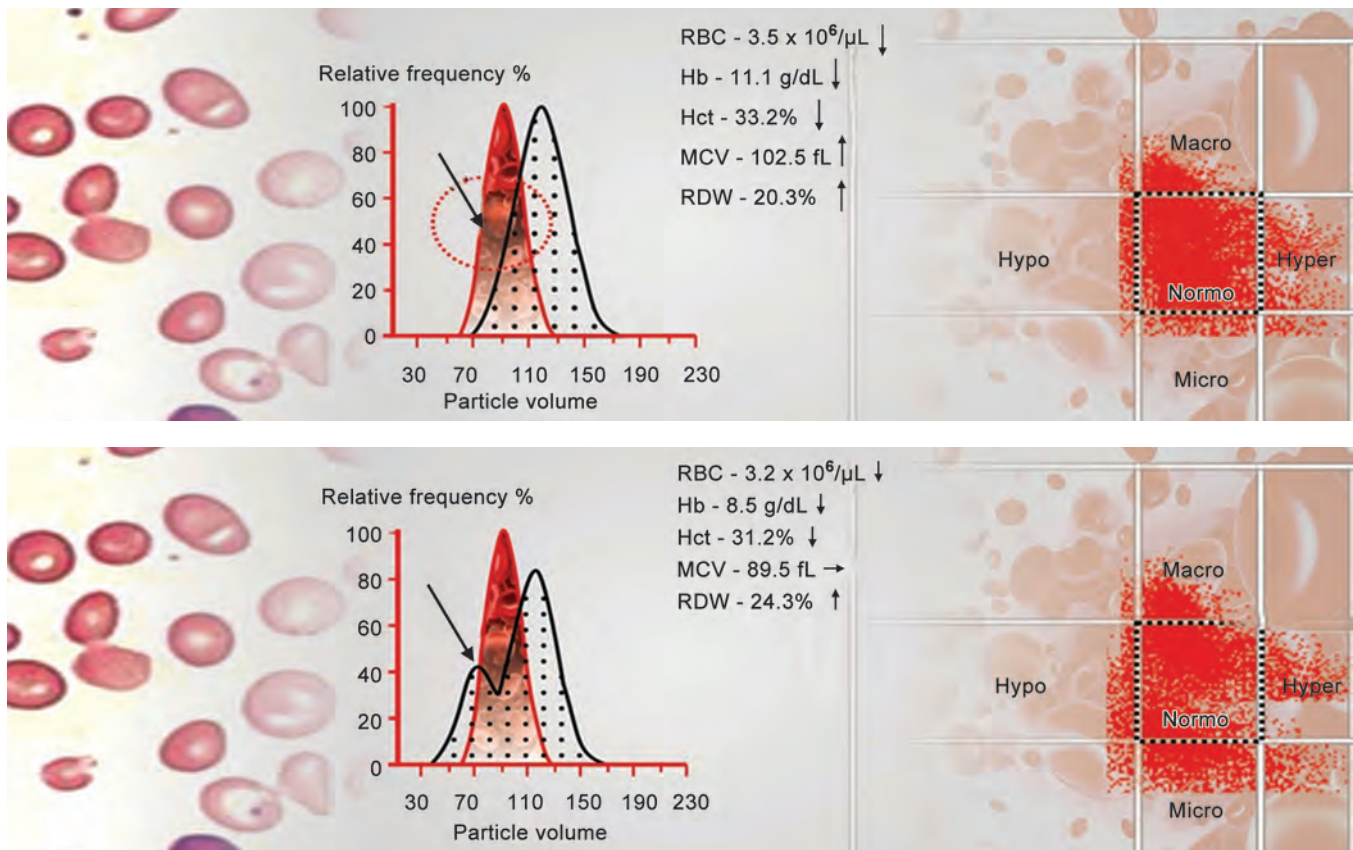 RBC - 3.5 x 10⁶/µL ↓
Relative frequency %
Hb - 11.1 g/dL ↓
Hct - 33.2% ↓
MCV - 102.5 fL ↑
RDW - 20.3% ↑
100
80
60
40
20
0
30 70 110 150 190 230
Particle volume
Macro
Hypo
Hyper
Normo
Micro
RBC - 3.2 x 10⁶/µL ↓
Relative frequency %
Hb - 8.5 g/dL ↓
Hct - 31.2% ↓
MCV - 89.5 fL →
RDW - 24.3% ↑
100
80
60
40
20
0
30 70 110 150 190 230
Particle volume
Macro
Hypo
Hyper
Normo
Micro